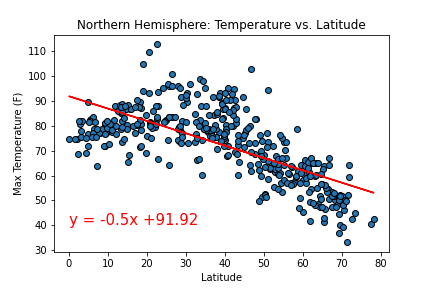 Northern Hemisphere: Temperature vs. Latitude
Max Temperature (F)
110
100
90
80
70
60
50
40
30
y = -0.5x +91.92
0 10 20 30 40 50 60 70 80
Latitude